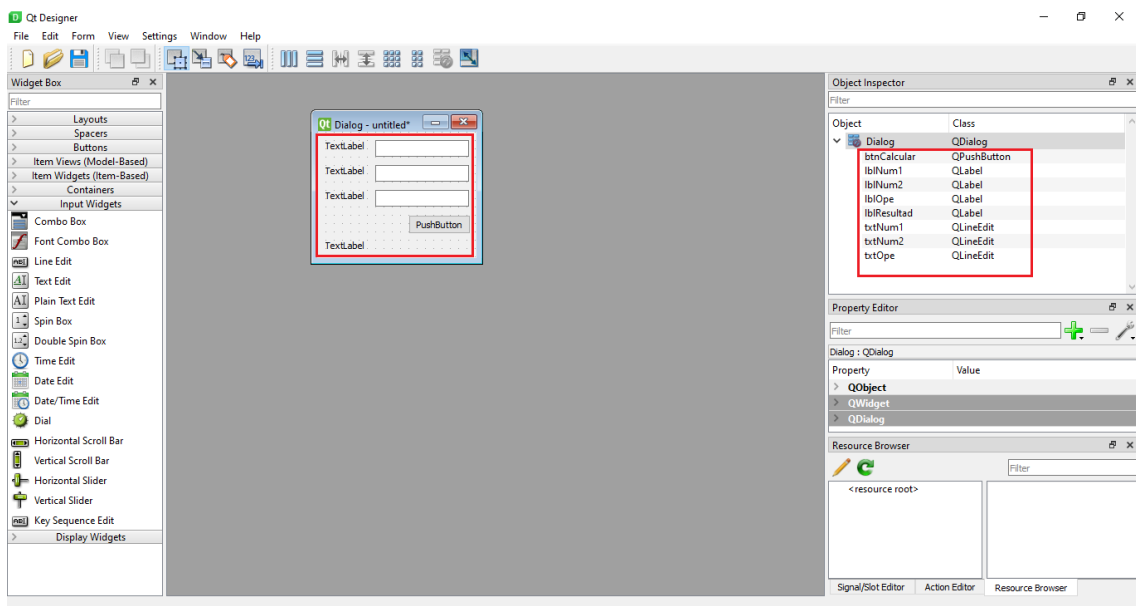 Qt Designer
File Edit Form View Settings Window Help
Widget Box
Filter
Layouts
Spacers
Buttons
Item Views (Model-Based)
Item Widgets (Item-Based)
Containers
Input Widgets
Combo Box
Font Combo Box
Line Edit
Text Edit
Plain Text Edit
Spin Box
Double Spin Box
Time Edit
Date Edit
Date/Time Edit
Dial
Horizontal Scroll Bar
Vertical Scroll Bar
Horizontal Slider
Vertical Slider
Key Sequence Edit
Display Widgets
Qt Dialog - untitled*
TextLabel
TextLabel
TextLabel
PushButton
TextLabel
Object Inspector
Filter
Object Class
Dialog QDialog
btnCalcular QPushButton
lblNum1 QLabel
lblNum2 QLabel
lblOpe QLabel
lblResultad QLabel
txtNum1 QLineEdit
txtNum2 QLineEdit
txtOpe QLineEdit
Property Editor
Filter
Dialog : QDialog
Property Value
QObject
QWidget
QDialog
Resource Browser
Filter
<resource root>
Signal/Slot Editor Action Editor Resource Browser